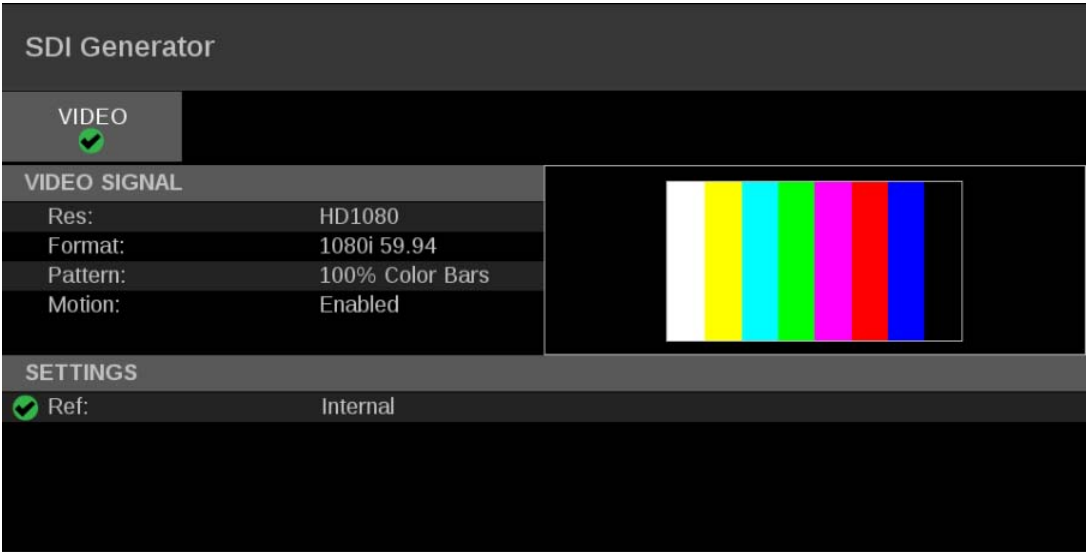 SDI Generator
VIDEO
VIDEO SIGNAL
Res: HD1080
Format: 1080i 59.94
Pattern: 100% Color Bars
Motion: Enabled
SETTINGS
Ref: Internal